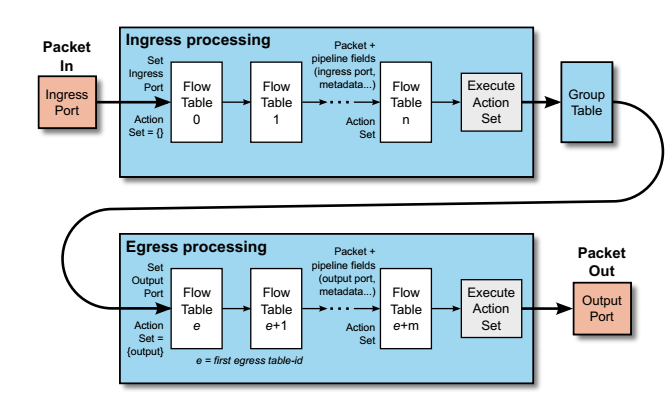 Ingress processing
Packet
In
Ingress
Port
Set
Ingress
Port
Action
Set = {}
Flow
Table
0
Flow
Table
1
Packet +
pipeline fields
(ingress port,
metadata...)
Action
Set
Flow
Table
n
Execute
Action
Set
Group
Table
Egress processing
Set
Output
Port
Action
Set =
{output}
Flow
Table
e
Flow
Table
e+1
e = first egress table-id
Packet +
pipeline fields
(output port,
metadata...)
Action
Set
Flow
Table
e+m
Execute
Action
Set
Packet
Out
Output
Port